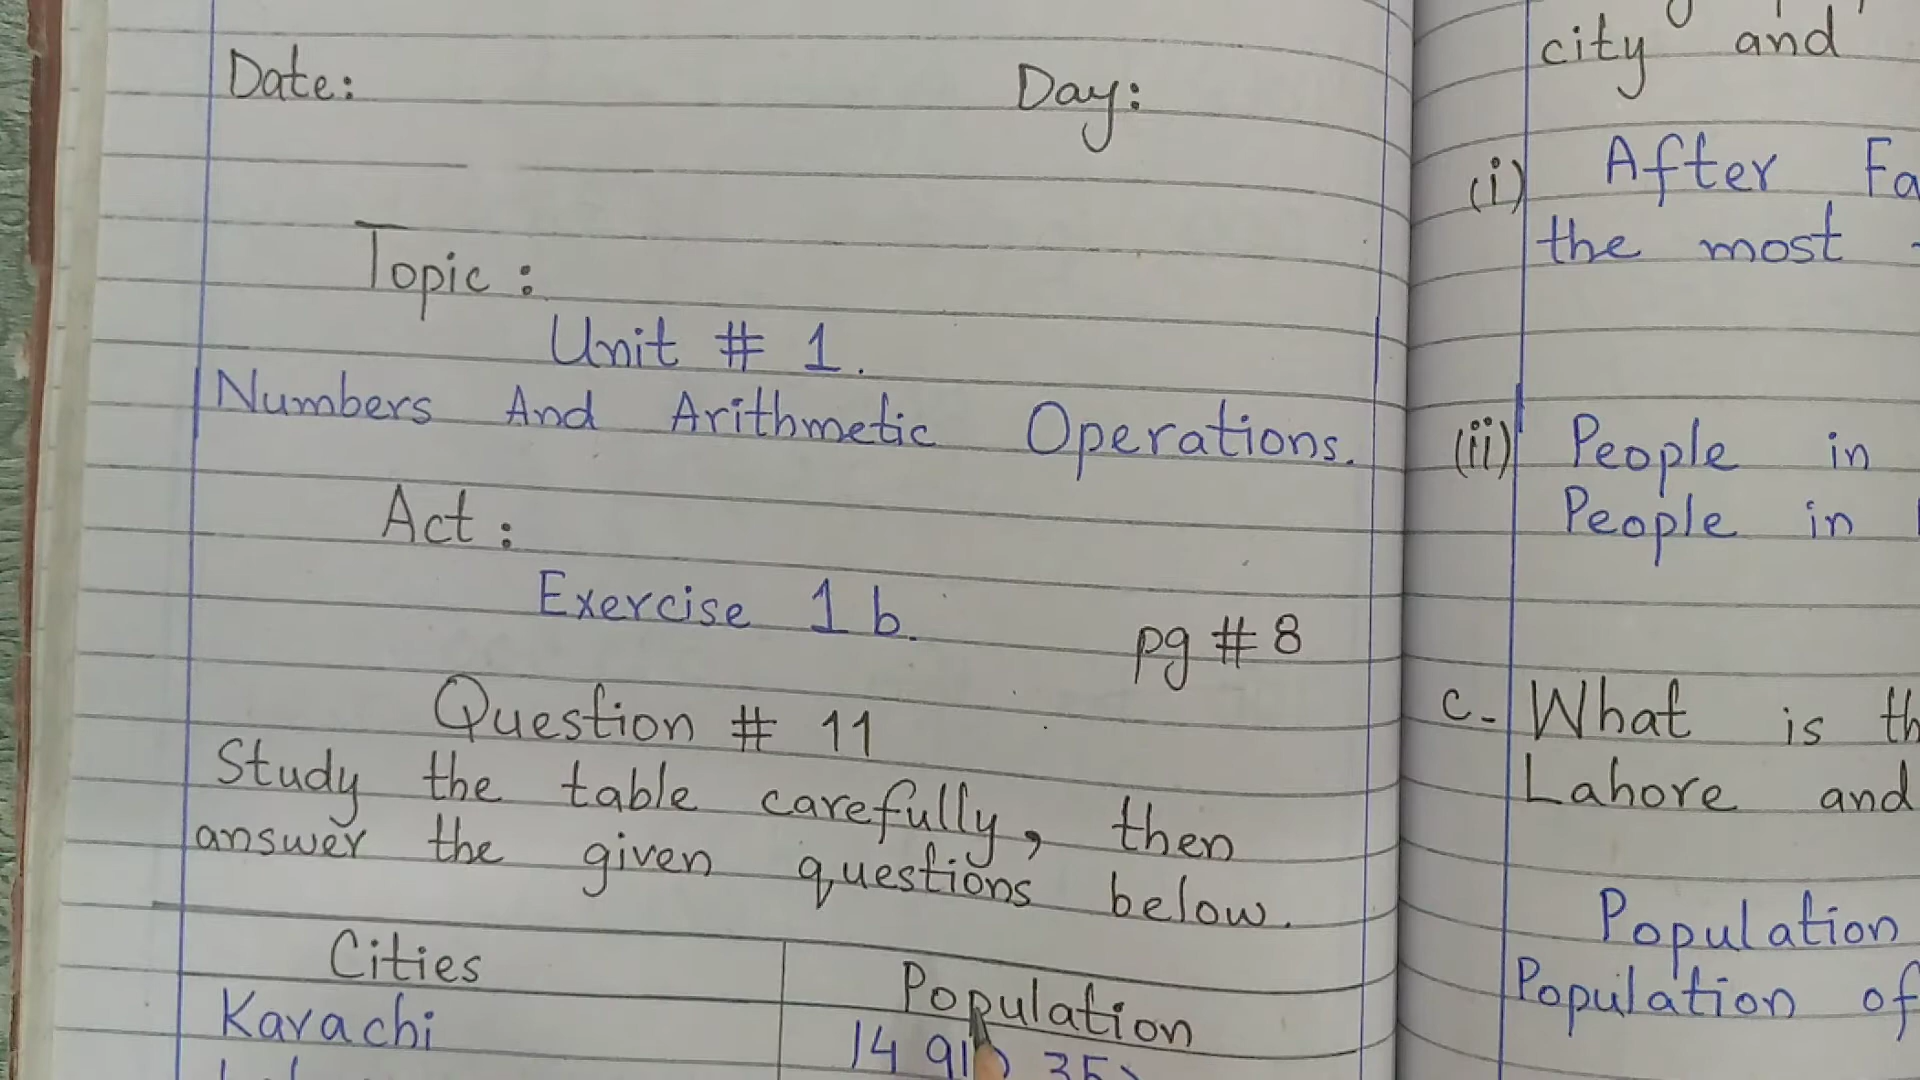 Date:
Day:
Topic:
Unit # 1.
Numbers And Arithmetic Operations.
Act:
Exercise 1 b.
pg # 8
Question # 11
Study the table carefully, then
answer the given questions below.
Cities
Population
Karachi
14 910
city and
(i) After
the most
(ii) People in
People in
c. What is
Lahore and
Population
Population of